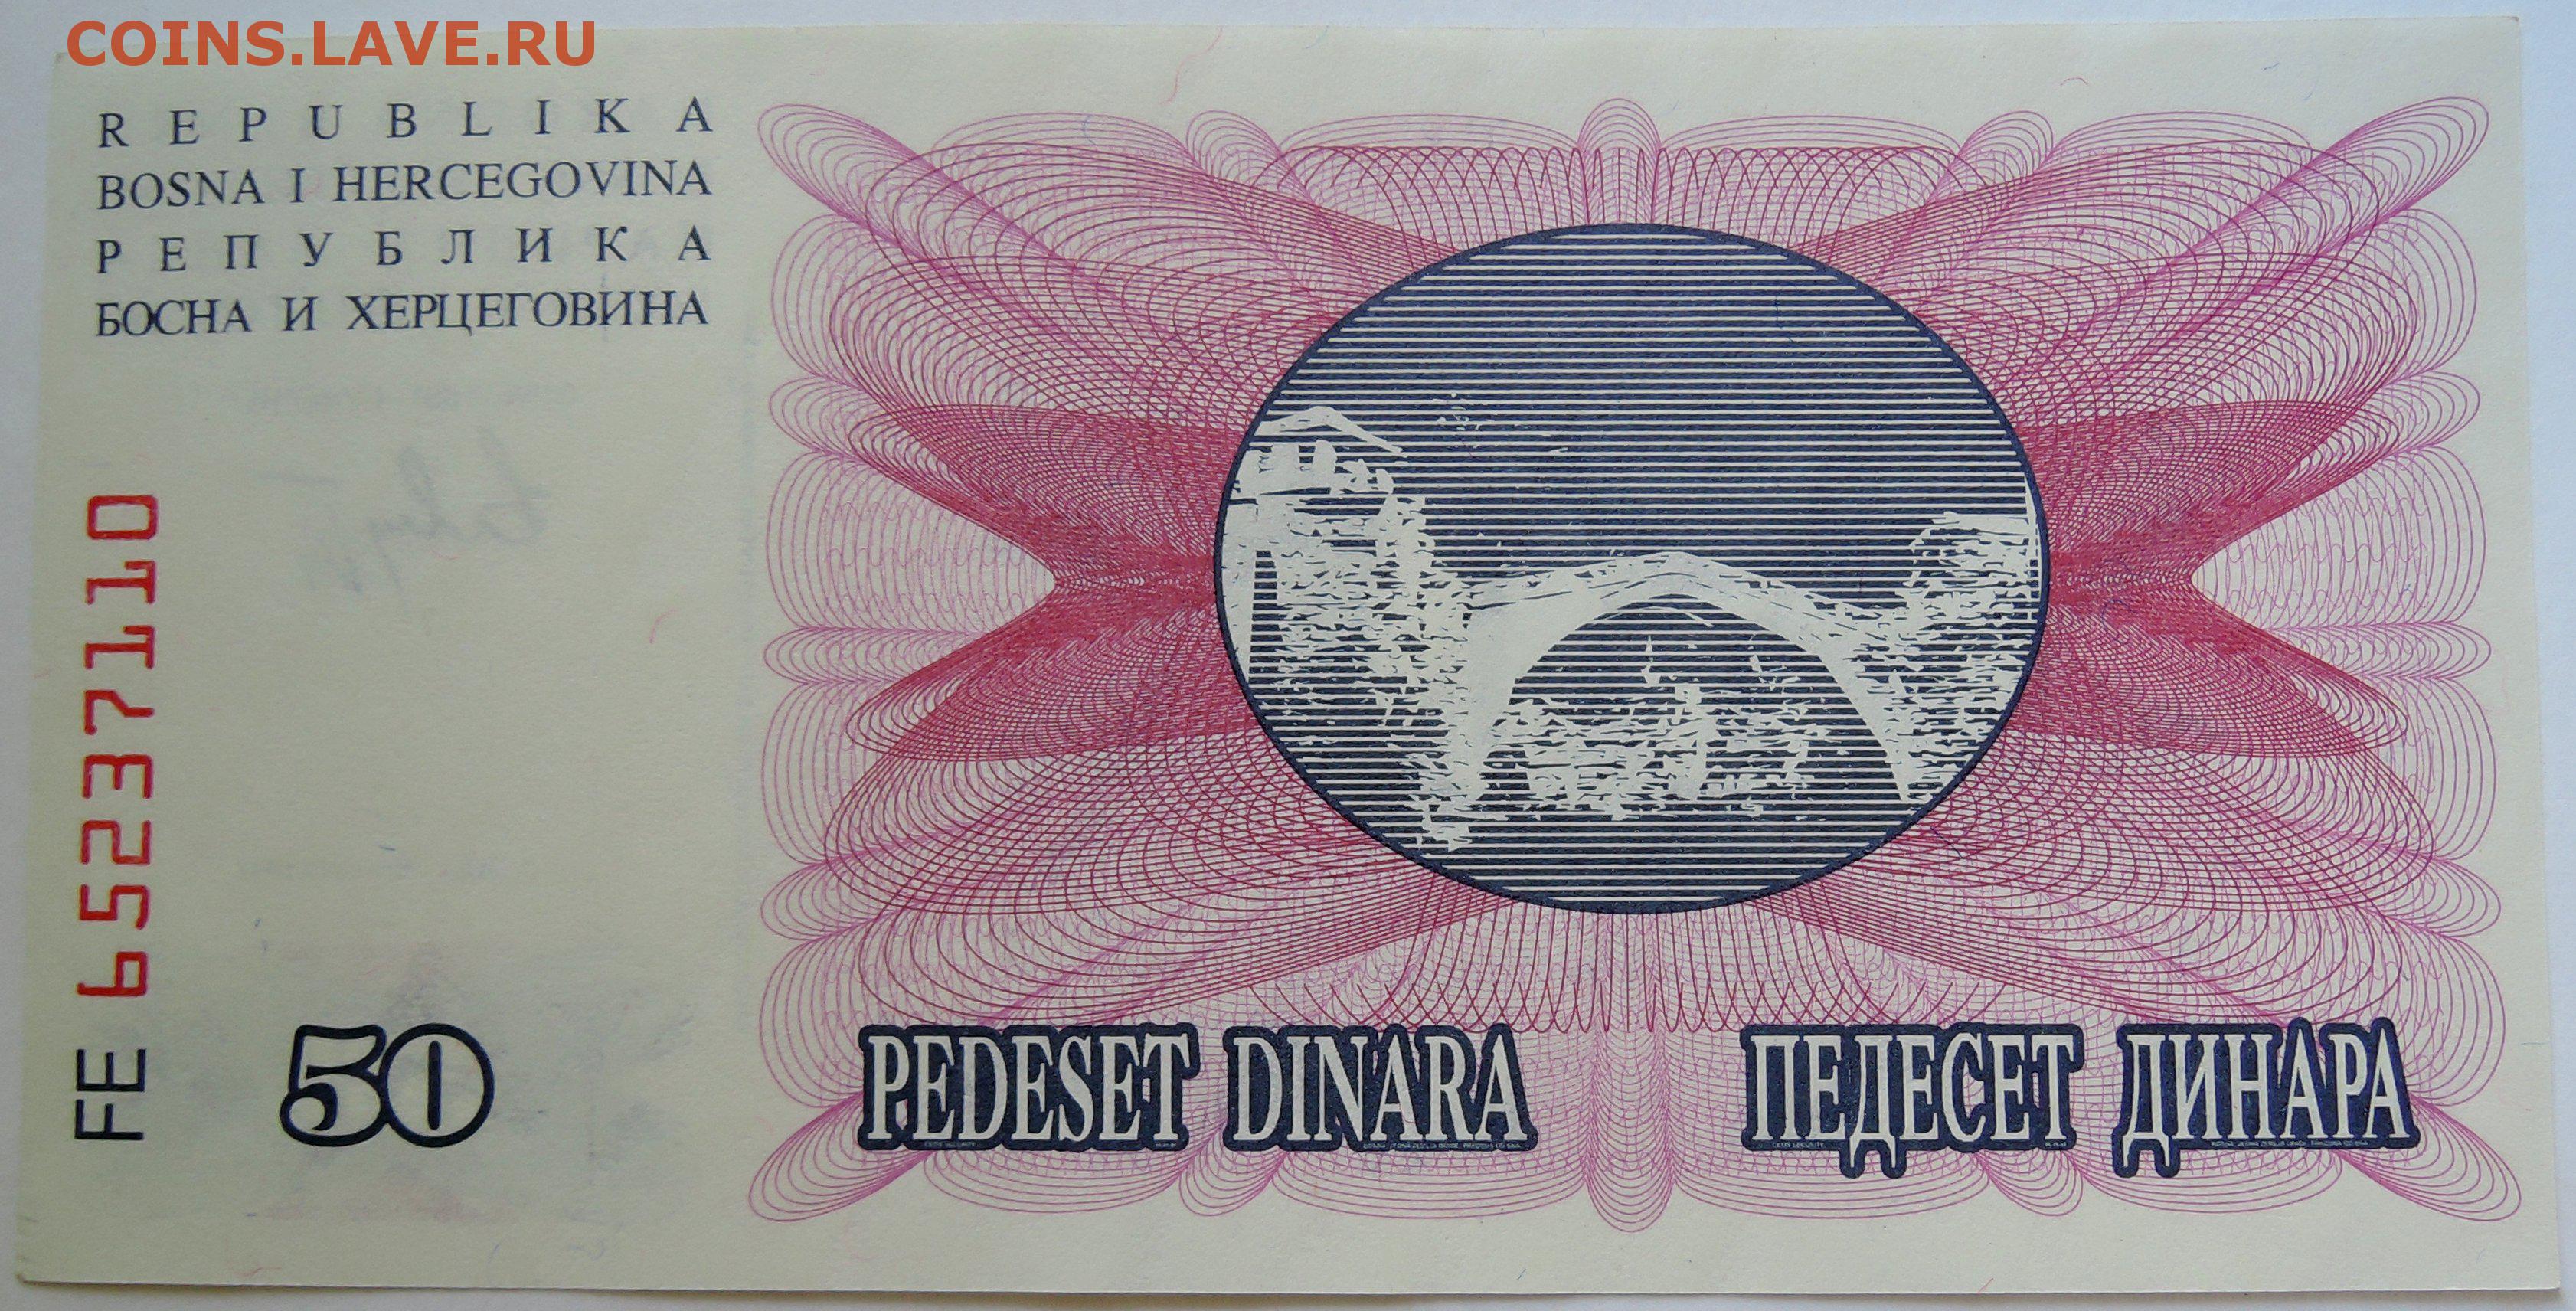 COINS.LAVE.RU
REPUBLIKA
BOSNA I HERCEGOVINA
РЕПУБЛИКА
БОСНА И ХЕРЦЕГОВИНА
FE 65237110
50
PEDESET DINARA
ПЕДЕСЕТ ДИНАРА